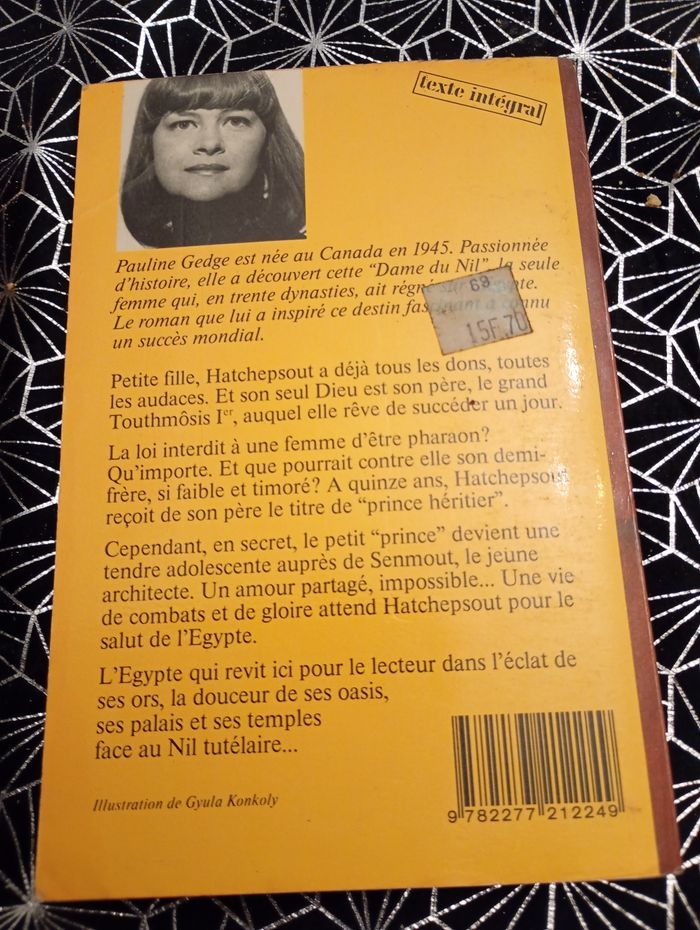 texte intégral
Pauline Gedge est née au Canada en 1945. Passionnée
d'histoire, elle a découvert cette “Dame du Nil”, la seule
femme qui, en trente dynasties, ait régné sur
Le roman que lui a inspiré ce destin fascinant a connu
un succès mondial.
69
15F.70
Petite fille, Hatchepsout a déjà tous les dons, toutes
les audaces. Et son seul Dieu est son père, le grand
Touthmôsis Ier, auquel elle rêve de succéder un jour.
La loi interdit à une femme d'être pharaon?
Qu'importe. Et que pourrait contre elle son demi-
frère, si faible et timoré? A quinze ans, Hatchepsout
reçoit de son père le titre de “prince héritier”.
Cependant, en secret, le petit “prince” devient une
tendre adolescente auprès de Senmout, le jeune
architecte. Un amour partagé, impossible... Une vie
de combats et de gloire attend Hatchepsout pour le
salut de l'Egypte.
L'Egypte qui revit ici pour le lecteur dans l'éclat de
ses ors, la douceur de ses oasis,
ses palais et ses temples
face au Nil tutélaire...
Illustration de Gyula Konkoly
9 782277 212249